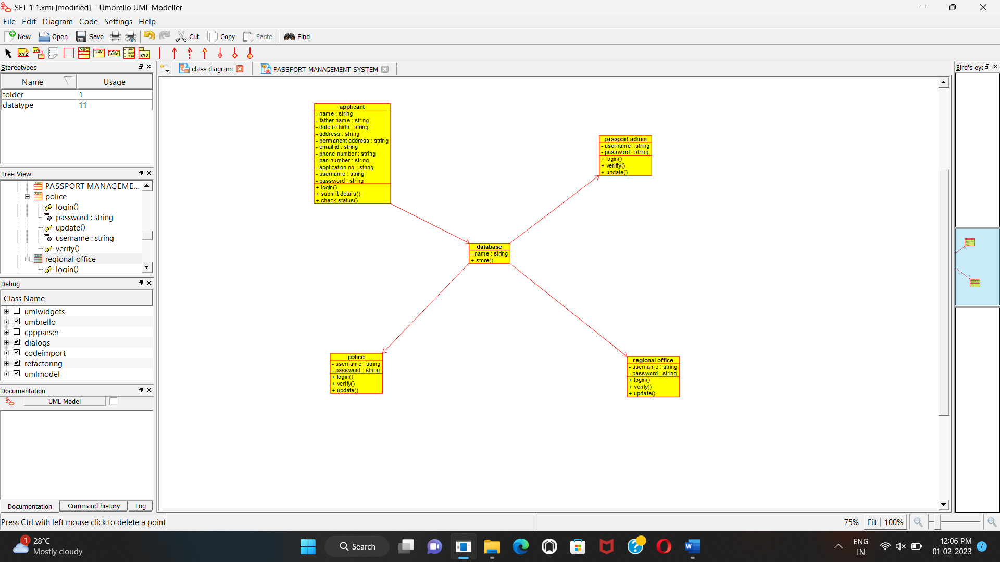 SET 1 1.xmi [modified] – Umbrello UML Modeller
File Edit Diagram Code Settings Help
New Open Save Cut Copy Paste Find
Stereotypes
Name Usage
folder 1
datatype 11
Tree View
PASSPORT MANAGEME...
police
login()
password : string
update()
username : string
verify()
regional office
login()
Debug
Class Name
umlwidgets
umbrello
cppparser
dialogs
codeimport
refactoring
umlmodel
Documentation
UML Model
Documentation Command history Log
Press Ctrl with left mouse click to delete a point
class diagram PASSPORT MANAGEMENT SYSTEM
applicant
- name : string
- father name : string
- date of birth : string
- address : string
- permanent address : string
- email id : string
- phone number : string
- pan number : string
- application no : string
- username : string
- password : string
+ login()
+ submit details()
+ check status()
passport admin
- username : string
- password : string
+ login()
+ verifty()
+ update()
database
- name : string
+ store()
police
- username : string
- password : string
+ login()
+ verify()
+ update()
regional office
- username : string
- password : string
+ login()
+ verify()
+ update()
Bird's eye
75% Fit 100%
1
28°C
Mostly cloudy
Search
ENG
IN
12:06 PM
01-02-2023
7